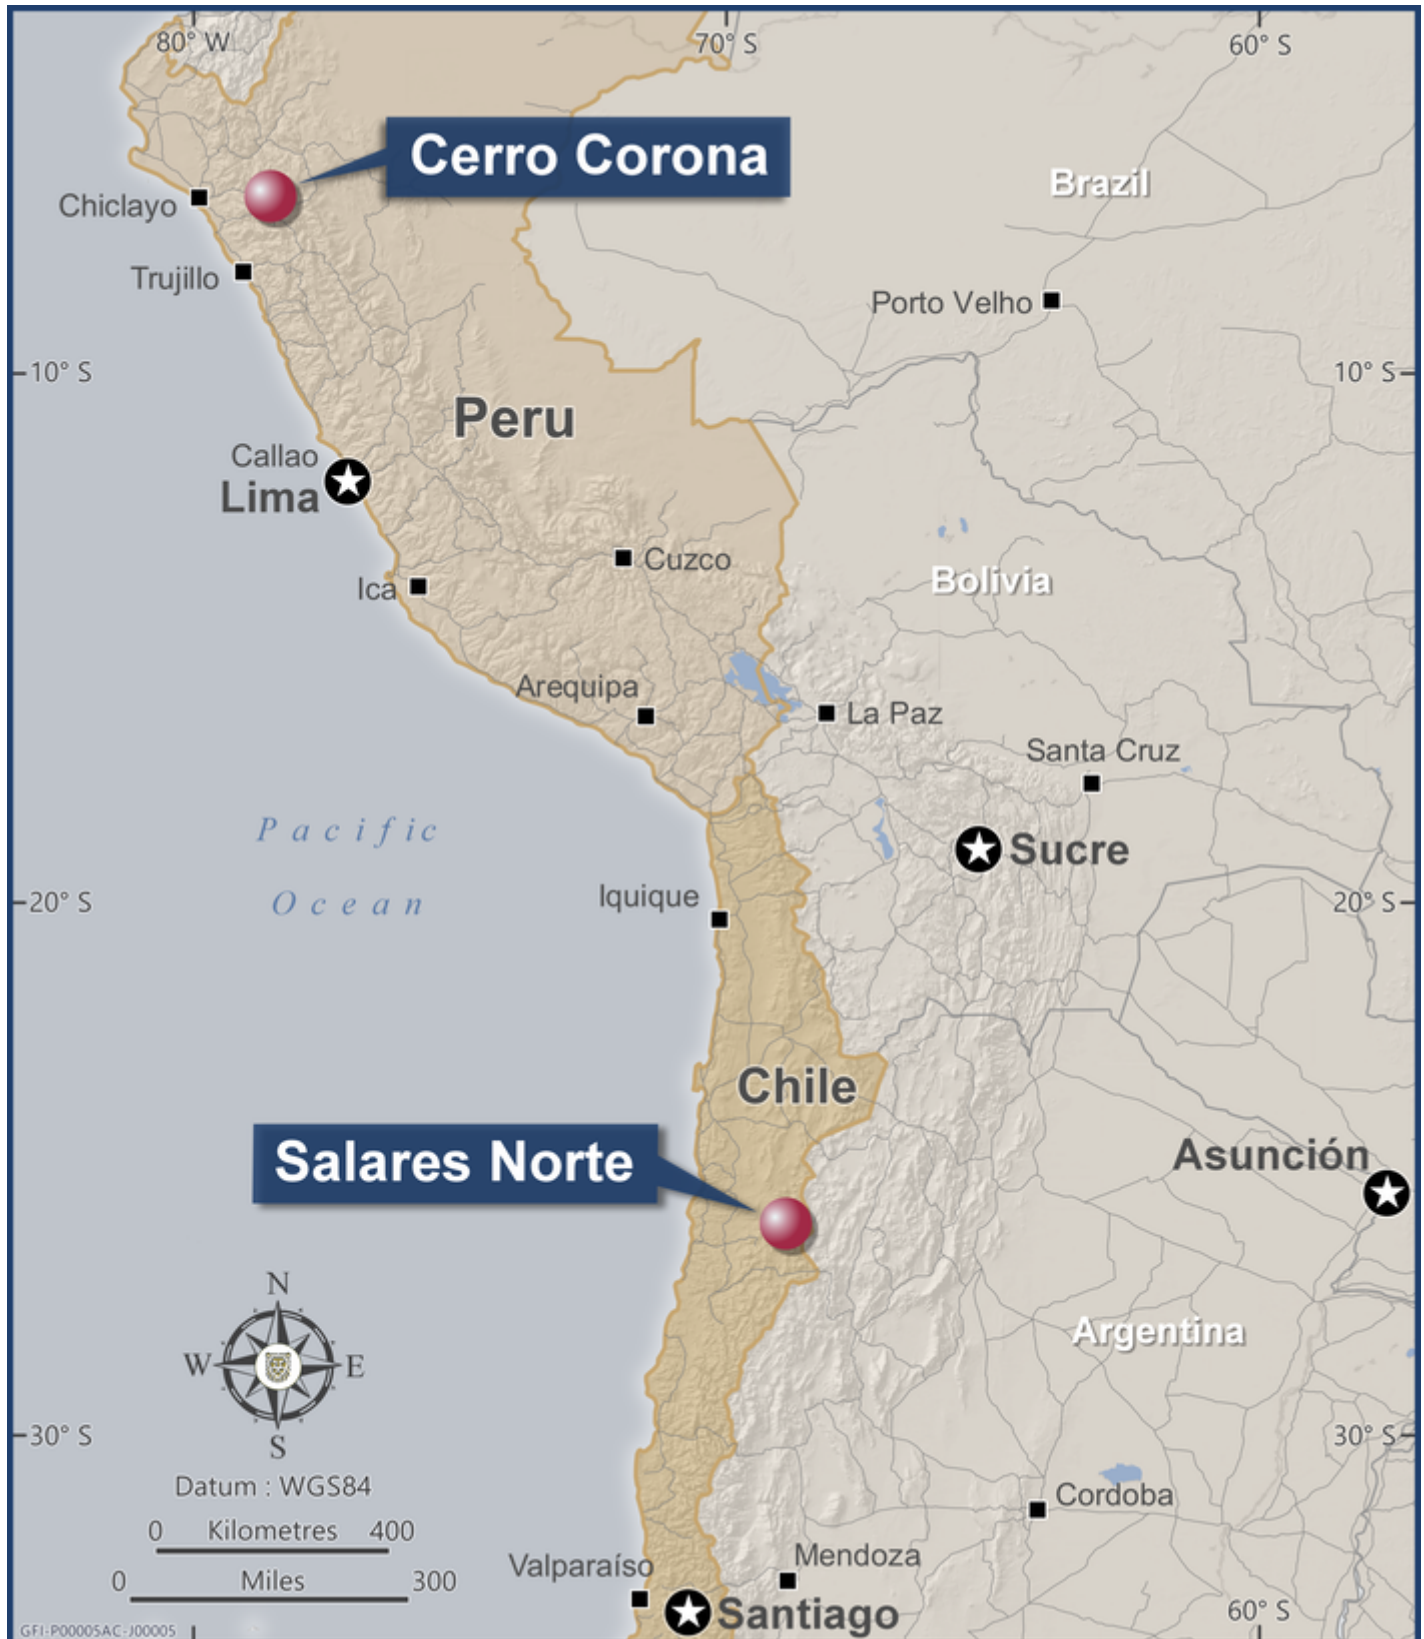 80° W
70° S
60° S
Cerro Corona
Brazil
Chiclayo
Trujillo
Porto Velho
10° S
10° S
Peru
Callao
Lima
Cuzco
Ica
Bolivia
Arequipa
La Paz
Santa Cruz
Pacific
Ocean
Sucre
Iquique
20° S
20° S
Chile
Salares Norte
Asunción
N
W
E
S
Argentina
30° S
30° S
Datum : WGS84
0 Kilometres 400
0 Miles 300
Cordoba
Valparaíso
Mendoza
Santiago
60° S
GFI-P00005AC-J00005